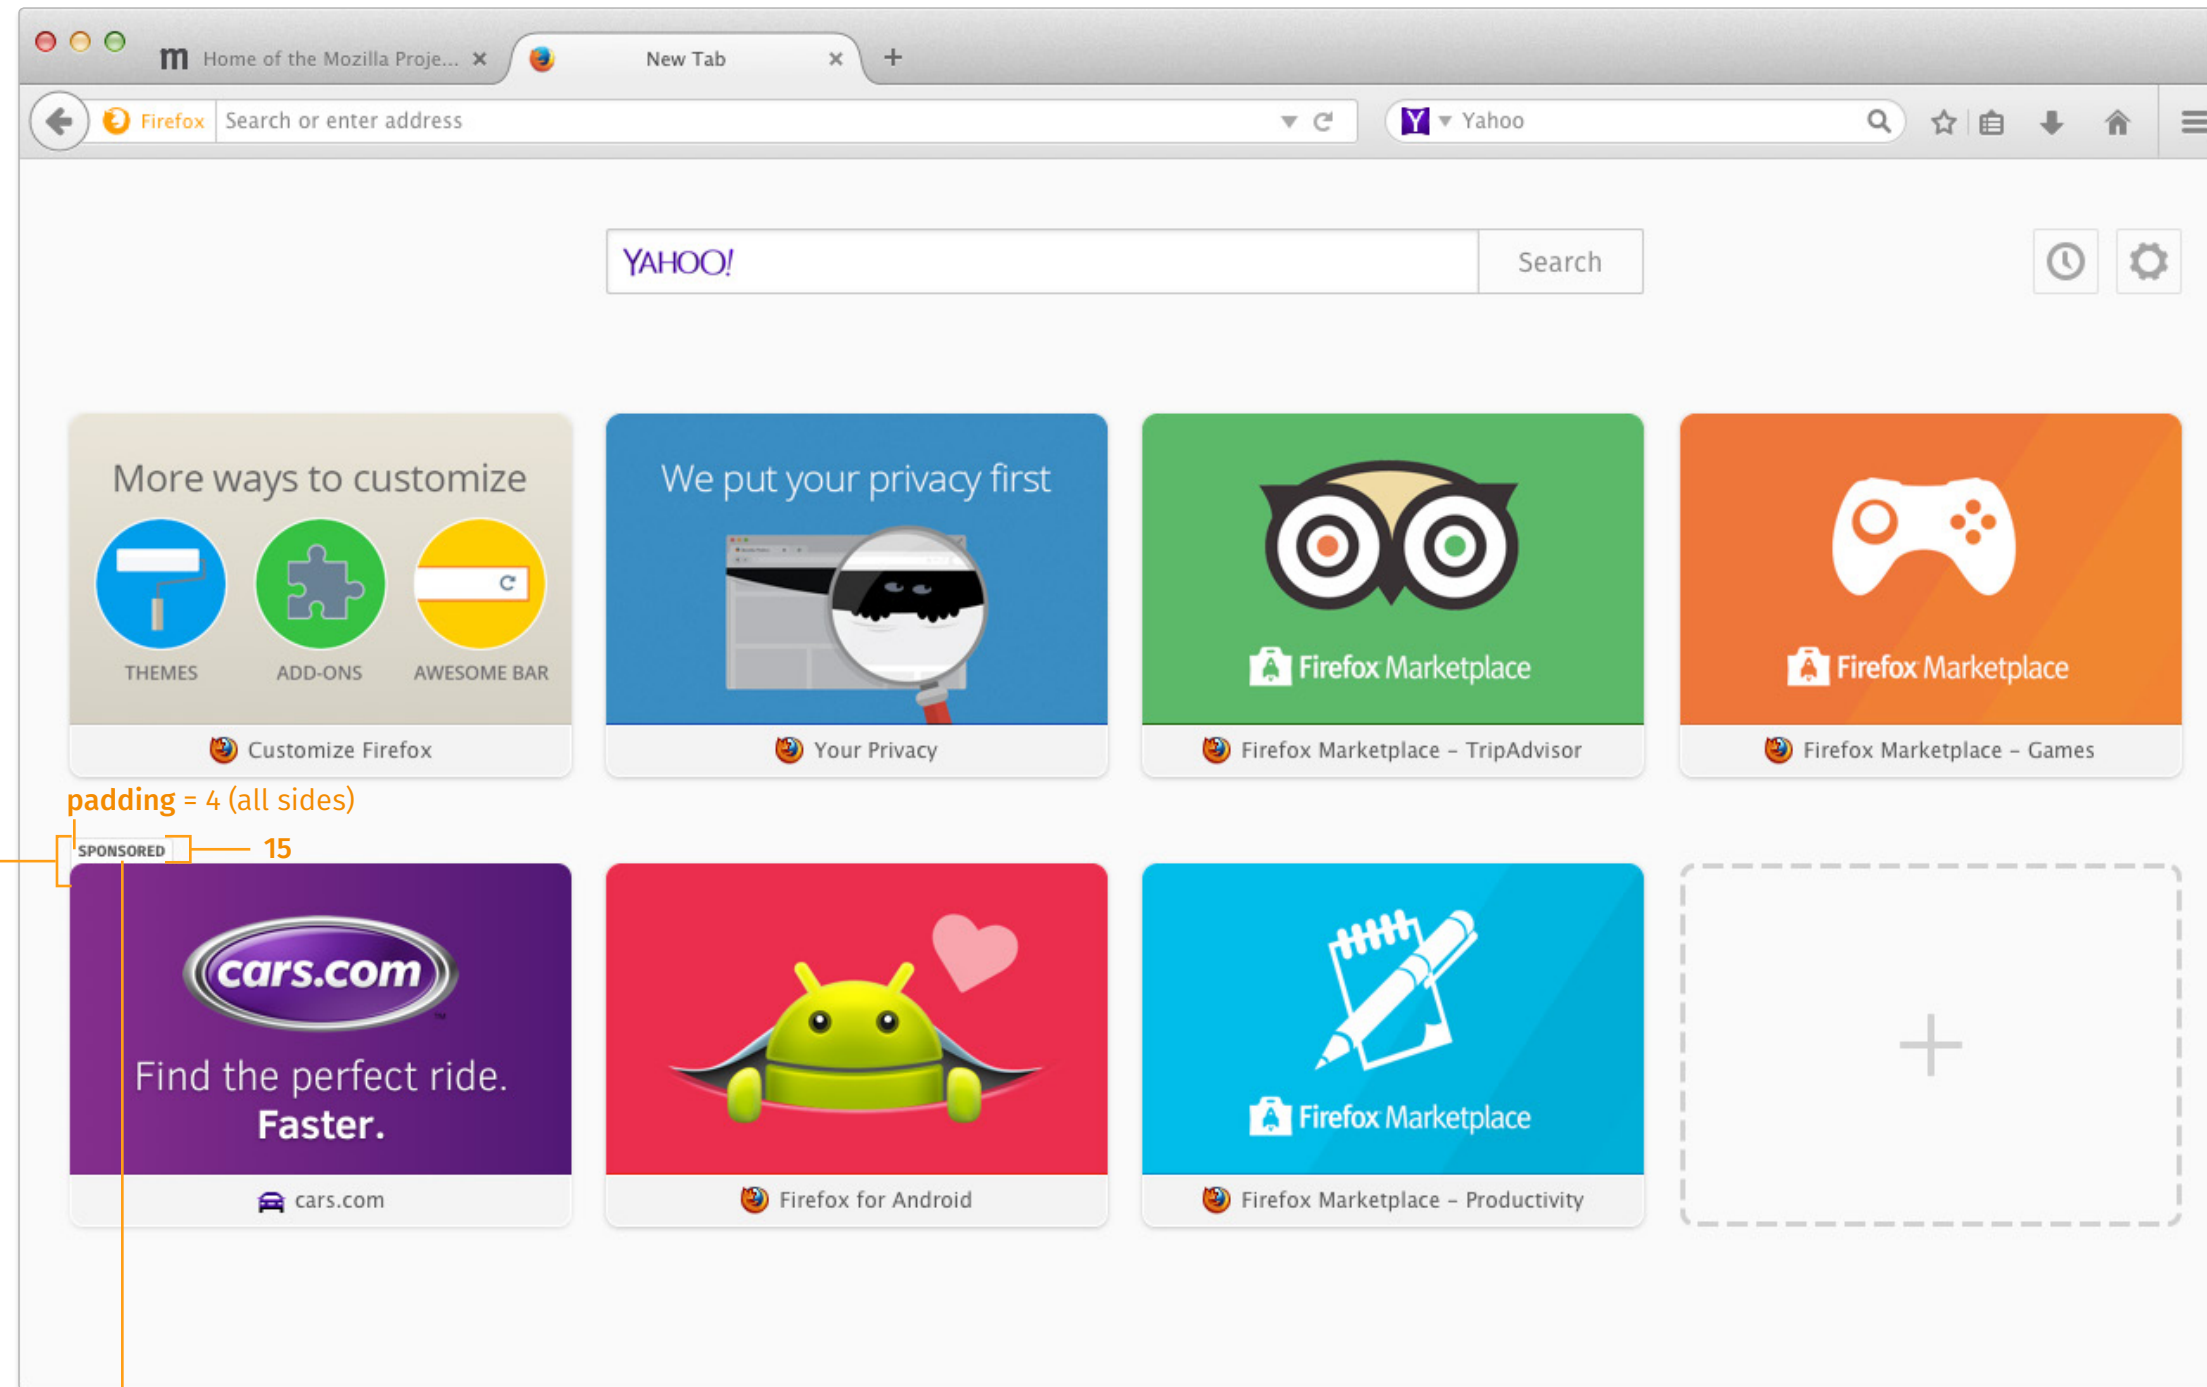 m Home of the Mozilla Proje...
New Tab
Firefox Search or enter address
Y Yahoo
YAHOO!
Search
More ways to customize
THEMES
ADD-ONS
AWESOME BAR
Customize Firefox
We put your privacy first
Your Privacy
Firefox Marketplace
Firefox Marketplace – TripAdvisor
Firefox Marketplace
Firefox Marketplace – Games
padding = 4 (all sides)
SPONSORED
15
cars.com
TM
Find the perfect ride.
Faster.
cars.com
Firefox for Android
Firefox Marketplace
Firefox Marketplace – Productivity